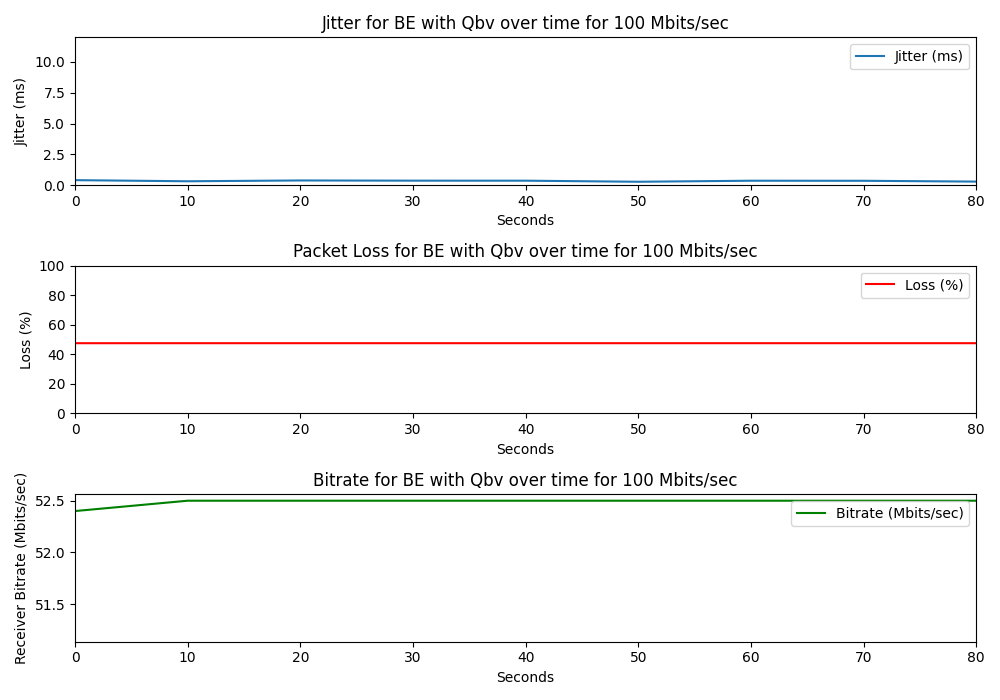 Jitter for BE with Qbv over time for 100 Mbits/sec
Jitter (ms)
10.0
7.5
5.0
2.5
0.0
Jitter (ms)
0 10 20 30 40 50 60 70 80
Seconds
Packet Loss for BE with Qbv over time for 100 Mbits/sec
Loss (%)
100
80
60
40
20
0
Loss (%)
0 10 20 30 40 50 60 70 80
Seconds
Bitrate for BE with Qbv over time for 100 Mbits/sec
Receiver Bitrate (Mbits/sec)
52.5
52.0
51.5
Bitrate (Mbits/sec)
0 10 20 30 40 50 60 70 80
Seconds